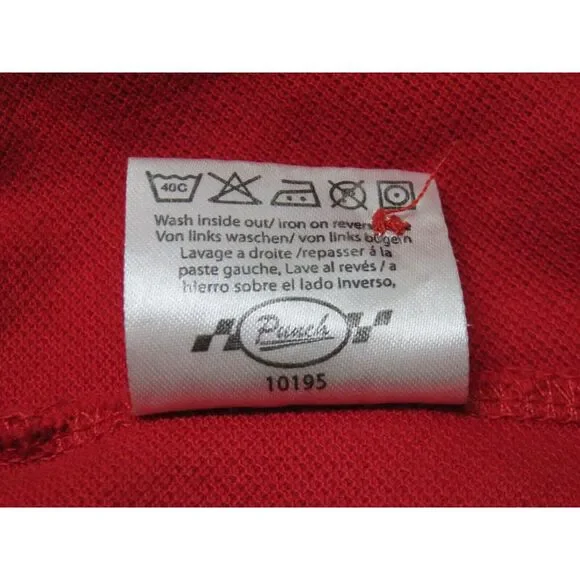 40C
Wash inside out/ iron on reverse
Von links waschen/ von links bügeln
Lavage a droite /repasser á la
paste gauche, Lave al revés / a
hierro sobre el lado inverso,
Punch
10195